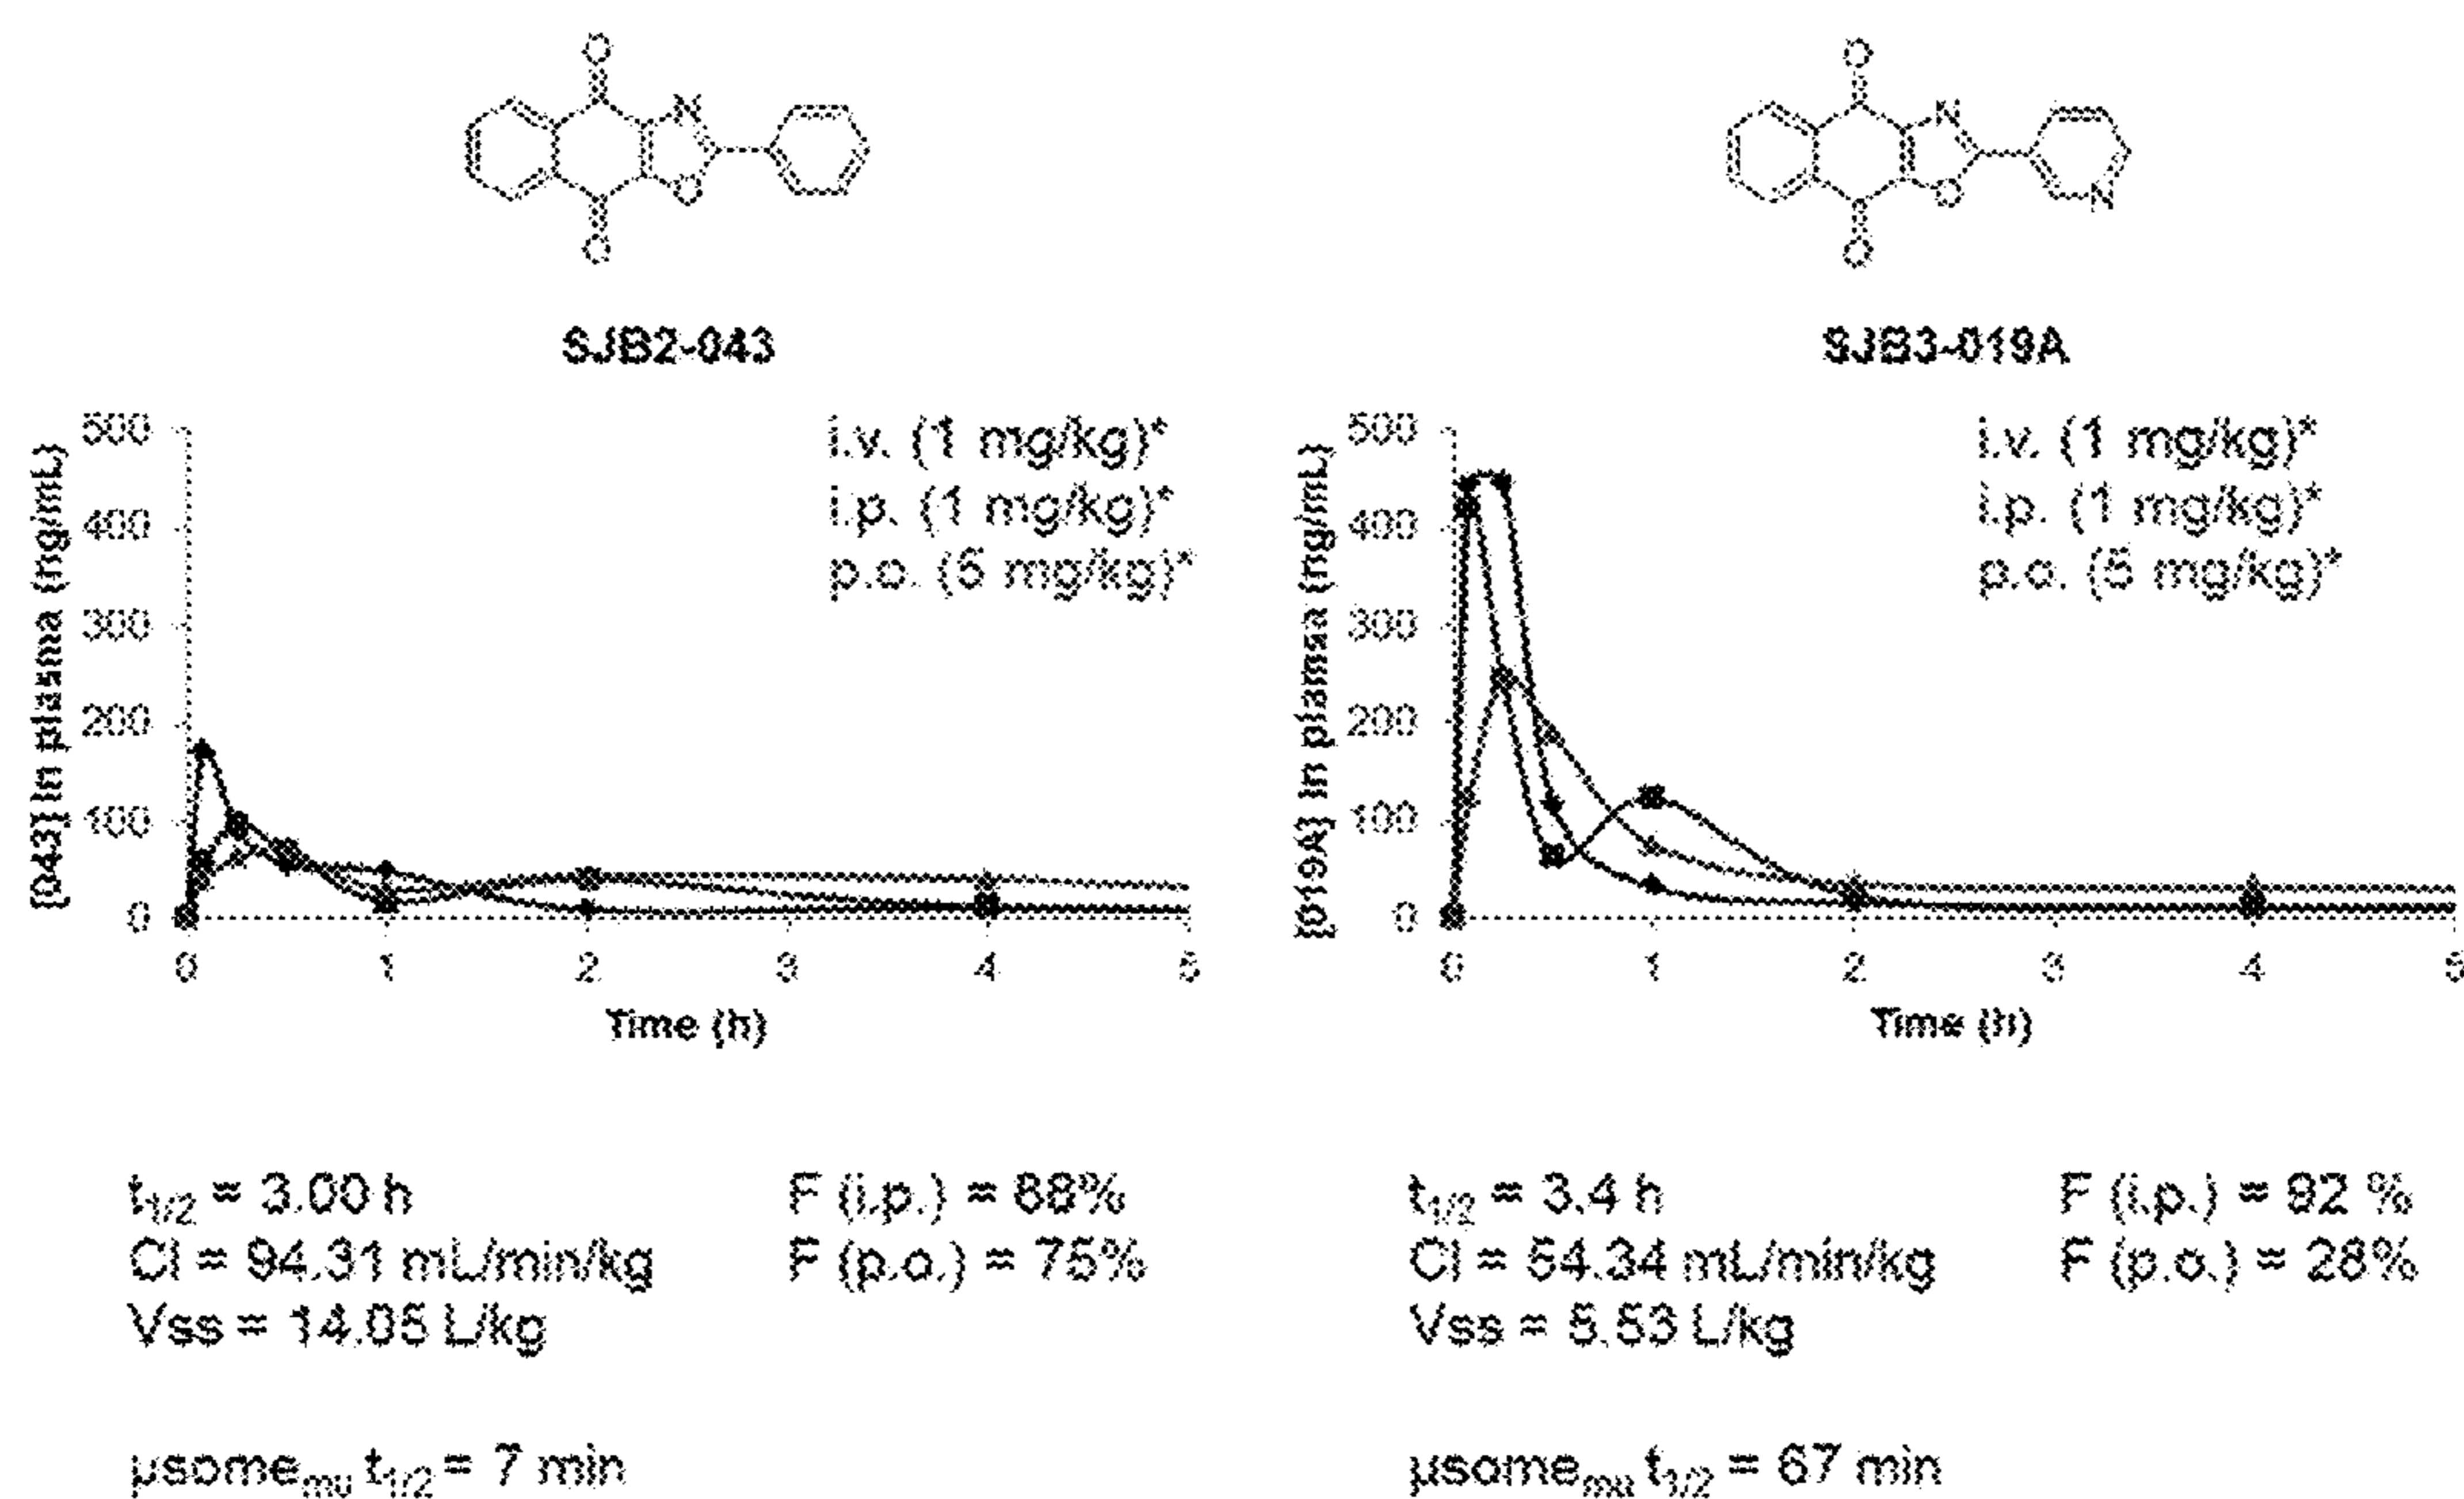 O
N
O
O
SJB2-043
[043] in plasma (ng/mL)
500
400
300
200
100
0
i.v. (1 mg/kg)*
i.p. (1 mg/kg)*
p.o. (5 mg/kg)*
0 1 2 3 4 5
Time (h)
t1/2 = 3.00 h
Cl = 94.31 mL/min/kg
Vss = 14.05 L/kg
F (i.p.) =
F (p.o.) = 75%
μsomemu t1/2 = 7 min
O
N
O
N
O
SJB3-019A
[019A] in plamsa (ng/mL)
500
400
300
200
100
0
i.v. (1 mg/kg)*
i.p. (1 mg/kg)*
p.o. (5 mg/kg)*
0 1 2 3 4 5
Time (h)
t1/2 = 3.4 h
Cl = 54.34 mL/min/kg
Vss = 5.53 L/kg
F (i.p.) = 92 %
F (p.o.) = 28%
μsomemu t1/2 = 67 min